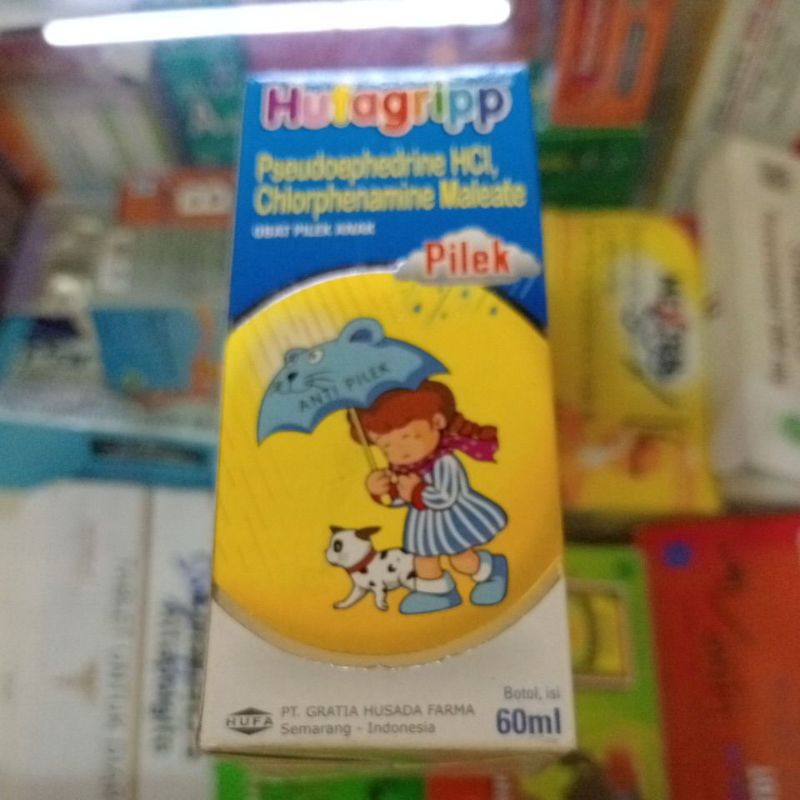 Hufagripp
Pseudoephedrine HCl,
Chlorphenamine Maleate
OBAT PILEK ANAK
Pilek
ANTI PILEK
Botol, isi
60ml
HUFA
PT. GRATIA HUSADA FARMA
Semarang - Indonesia